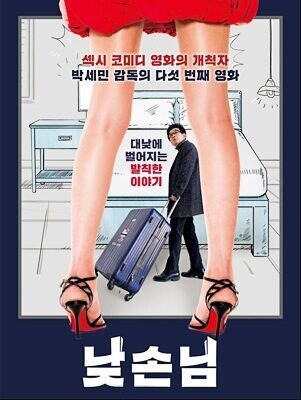 섹시 코미디 영화의 개척자
박세민 감독의 다섯 번째 영화
대낮에
벌어지는
발칙한
이야기
낮손님